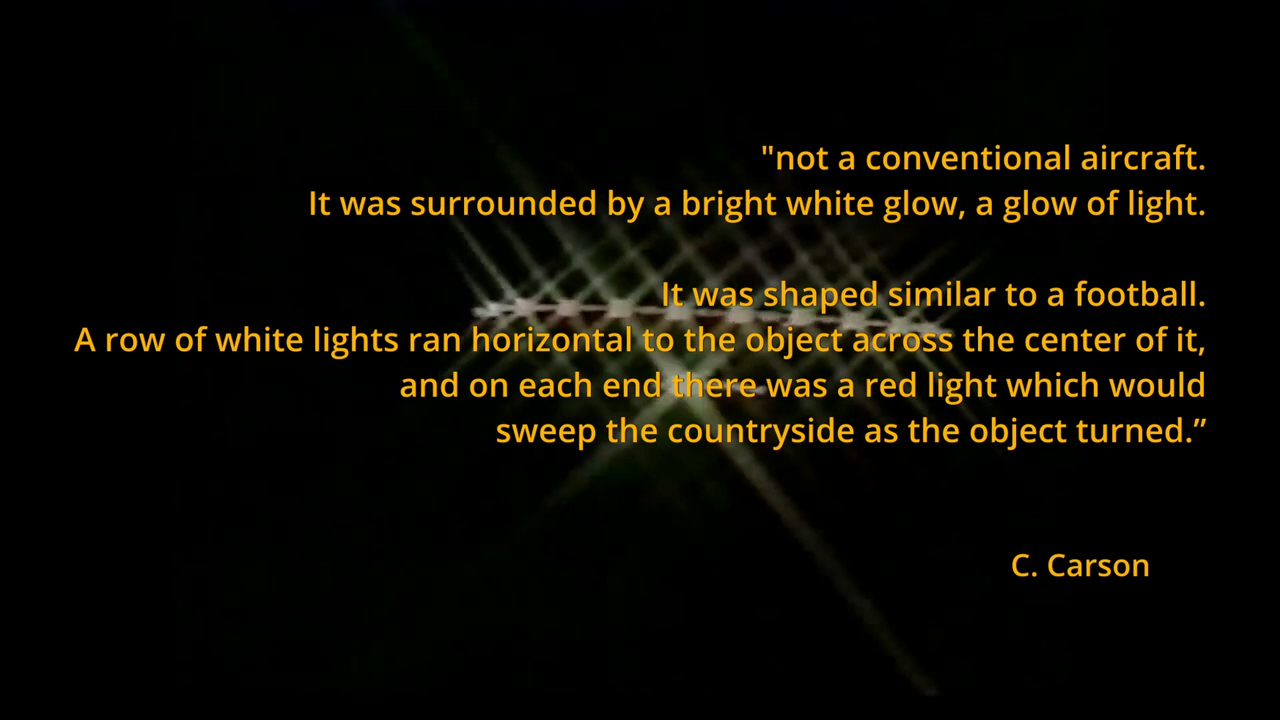 "not a conventional aircraft.
It was surrounded by a bright white glow, a glow of light.
It was shaped similar to a football.
A row of white lights ran horizontal to the object across the center of it,
and on each end there was a red light which would
sweep the countryside as the object turned.”
C. Carson